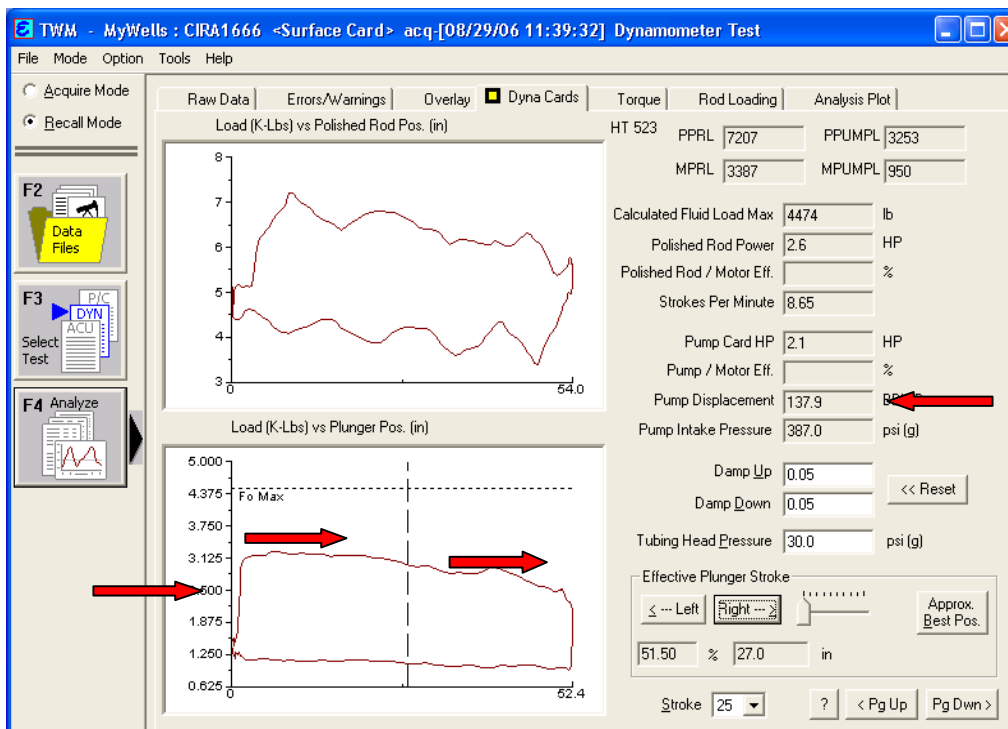 TWM - MyWells : CIRA1666 <Surface Card> acq-[08/29/06 11:39:32] Dynamometer Test
File Mode Option Tools Help
Acquire Mode
Recall Mode
F2
Data
Files
F3
P/C
DYN
ACU
Select
Test
F4 Analyze
Raw Data
Errors/Warnings
Overlay
Dyna Cards
Torque
Rod Loading
Analysis Plot
Load (K-Lbs) vs Polished Rod Pos. (in)
8
7
6
5
4
3
0
54.0
Load (K-Lbs) vs Plunger Pos. (in)
5.000
4.375
Fo Max
3.750
3.125
.500
1.875
1.250
0.625
0
52.4
HT 523
PPRL 7207
PPUMPL 3253
MPRL 3387
MPUMPL 950
Calculated Fluid Load Max 4474 lb
Polished Rod Power 2.6 HP
Polished Rod / Motor Eff. %
Strokes Per Minute 8.65
Pump Card HP 2.1 HP
Pump / Motor Eff. %
Pump Displacement 137.9
Pump Intake Pressure 387.0 psi (g)
Damp Up 0.05
Damp Down 0.05
<< Reset
Tubing Head Pressure 30.0 psi (g)
Effective Plunger Stroke
< --- Left
Right --- >
Approx.
Best Pos.
51.50 % 27.0 in
Stroke 25
?
< Pg Up
Pg Dwn >